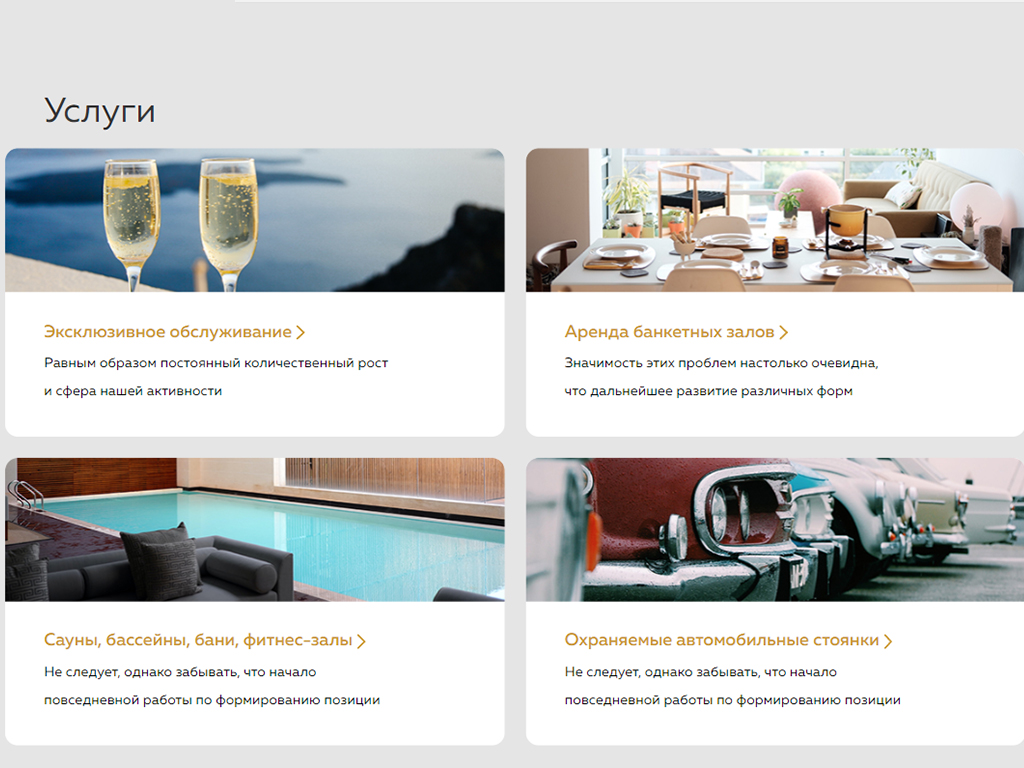 Услуги
Эксклюзивное обслуживание
Равным образом постоянный количественный рост
и сфера нашей активности
Аренда банкетных залов
Значимость этих проблем настолько очевидна,
что дальнейшее развитие различных форм
Сауны, бассейны, бани, фитнес-залы
Не следует, однако забывать, что начало
повседневной работы по формированию позиции
Охраняемые автомобильные стоянки
Не следует, однако забывать, что начало
повседневной работы по формированию позиции